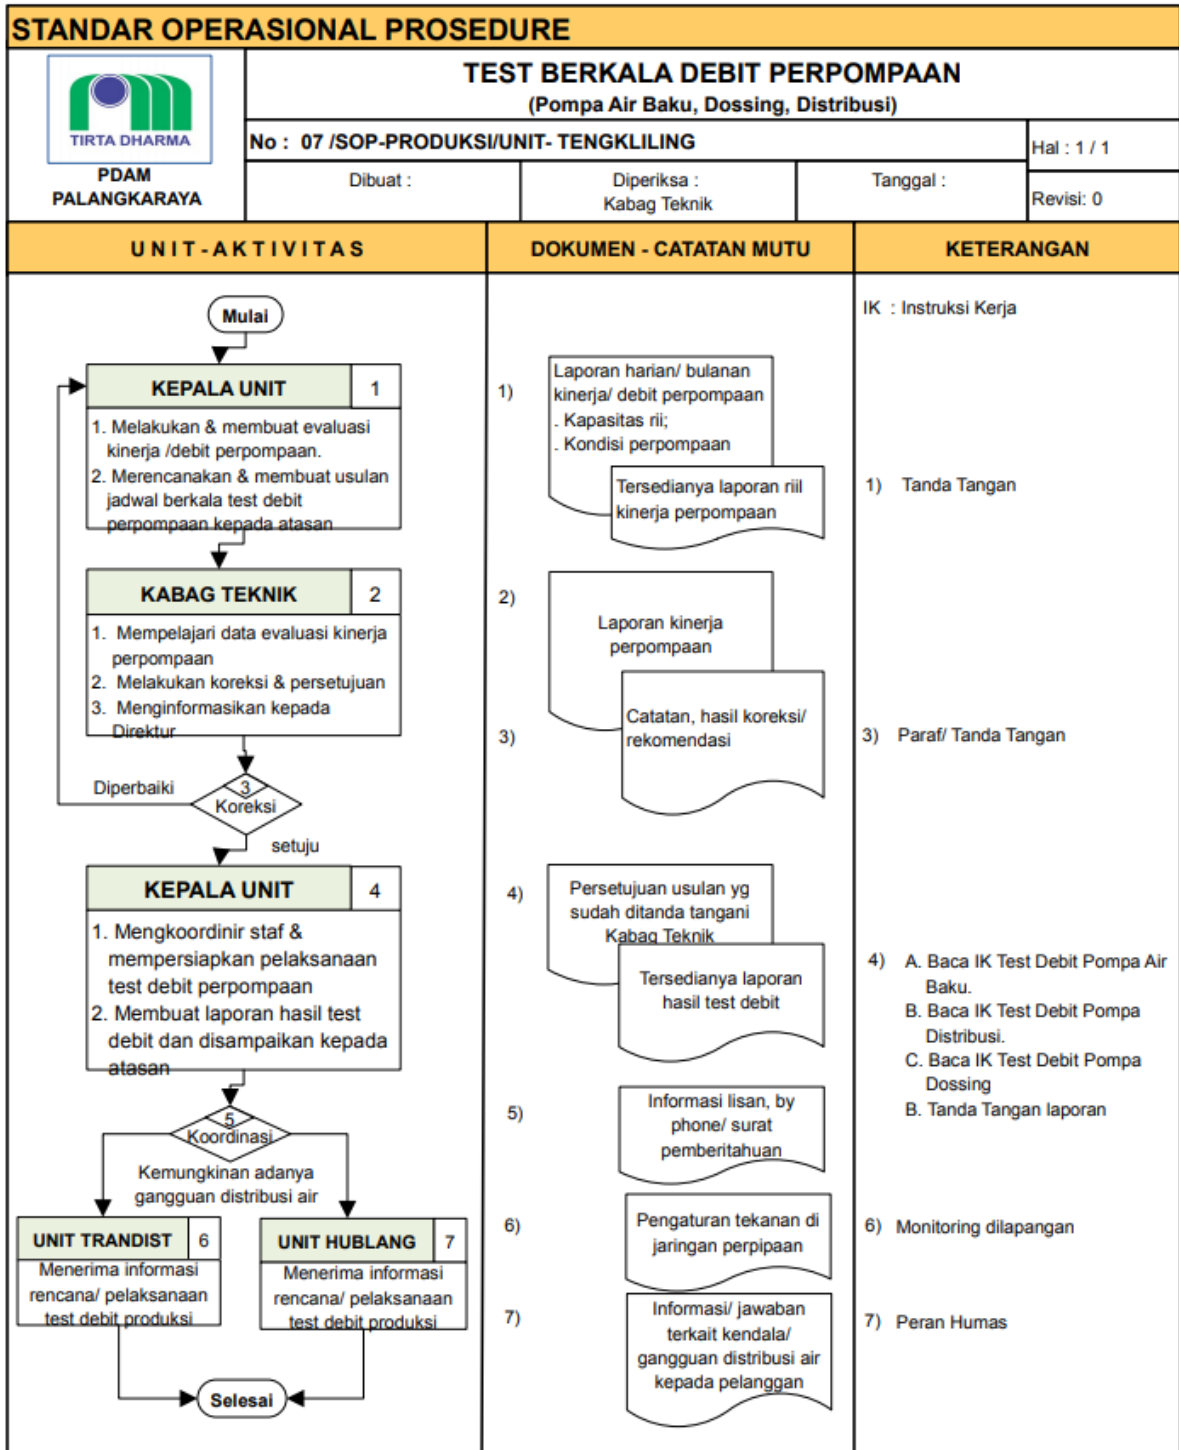 STANDAR OPERASIONAL PROSEDURE
TIRTA DHARMA
PDAM
PALANGKARAYA
TEST BERKALA DEBIT PERPOMPAAN
(Pompa Air Baku, Dossing, Distribusi)
No : 07 /SOP-PRODUKSI/UNIT- TENGKLILING
Hal : 1 / 1
Dibuat :
Diperiksa :
Kabag Teknik
Tanggal :
Revisi: 0
U N I T - A K T I V I T A S
DOKUMEN - CATATAN MUTU
KETERANGAN
Mulai
KEPALA UNIT
1
1. Melakukan & membuat evaluasi
kinerja /debit perpompaan.
2. Merencanakan & membuat usulan
jadwal berkala test debit
perpompaan kepada atasan
KABAG TEKNIK
2
1. Mempelajari data evaluasi kinerja
perpompaan
2. Melakukan koreksi & persetujuan
3. Menginformasikan kepada
Direktur
Diperbaiki
3
Koreksi
setuju
KEPALA UNIT
4
1. Mengkoordinir staf &
mempersiapkan pelaksanaan
test debit perpompaan
2. Membuat laporan hasil test
debit dan disampaikan kepada
atasan
5
Koordinasi
Kemungkinan adanya
gangguan distribusi air
UNIT TRANDIST
6
Menerima informasi
rencana/ pelaksanaan
test debit produksi
UNIT HUBLANG
7
Menerima informasi
rencana/ pelaksanaan
test debit produksi
Selesai
1)
Laporan harian/ bulanan
kinerja/ debit perpompaan
. Kapasitas rii;
. Kondisi perpompaan
Tersedianya laporan riil
kinerja perpompaan
2)
Laporan kinerja
perpompaan
3)
Catatan, hasil koreksi/
rekomendasi
4)
Persetujuan usulan yg
sudah ditanda tangani
Kabag Teknik
Tersedianya laporan
hasil test debit
5)
Informasi lisan, by
phone/ surat
pemberitahuan
6)
Pengaturan tekanan di
jaringan perpipaan
7)
Informasi/ jawaban
terkait kendala/
gangguan distribusi air
kepada pelanggan
IK : Instruksi Kerja
1) Tanda Tangan
3) Paraf/ Tanda Tangan
4) A. Baca IK Test Debit Pompa Air
Baku.
B. Baca IK Test Debit Pompa
Distribusi.
C. Baca IK Test Debit Pompa
Dossing
B. Tanda Tangan laporan
6) Monitoring dilapangan
7) Peran Humas